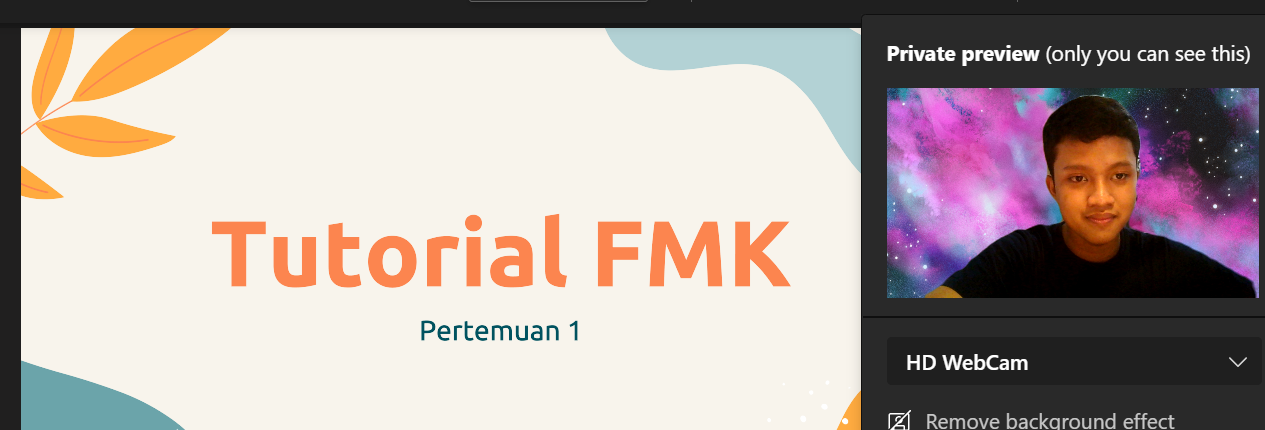 Tutorial FMK
Pertemuan 1
Private preview (only you can see this)
HD WebCam
Remove background effect